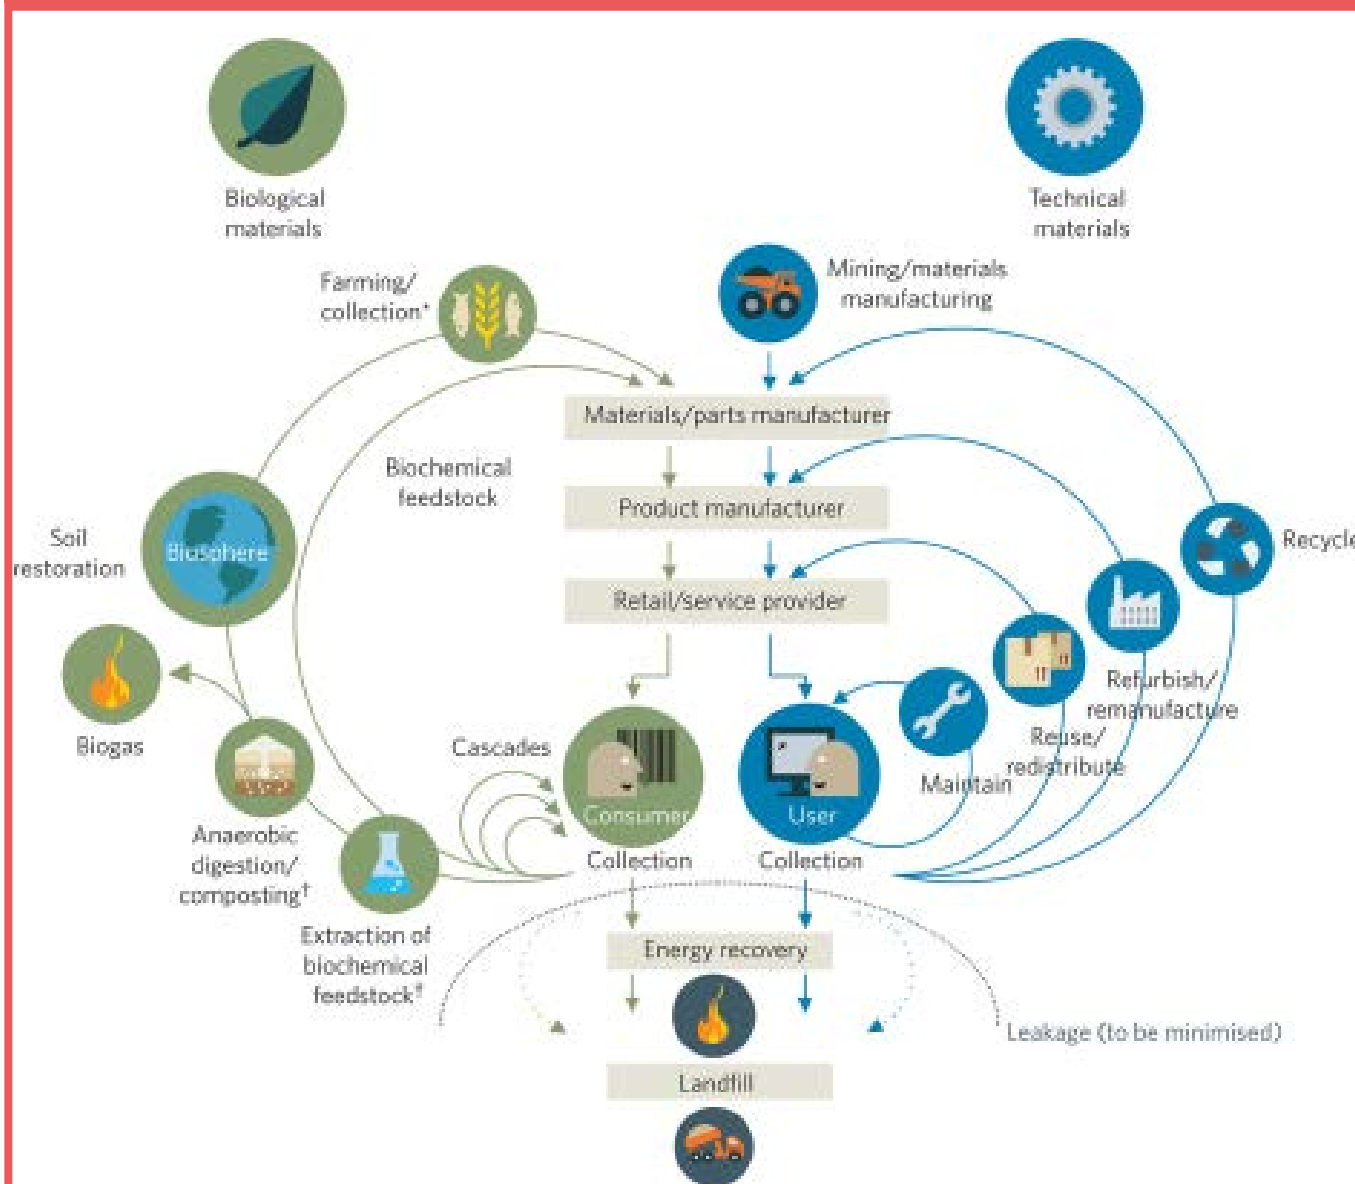 Biological
materials
Technical
materials
Farming/
collection*
Mining/materials
manufacturing
Materials/parts manufacturer
Biochemical
feedstock
Product manufacturer
Soil
restoration
Biosphere
Recycle
Retail/service provider
Refurbish/
remanufacture
Biogas
Cascades
Reuse/
redistribute
Maintain
Consumer
User
Anaerobic
digestion/
composting†
Collection
Collection
Extraction of
biochemical
feedstock†
Energy recovery
Leakage (to be minimised)
Landfill